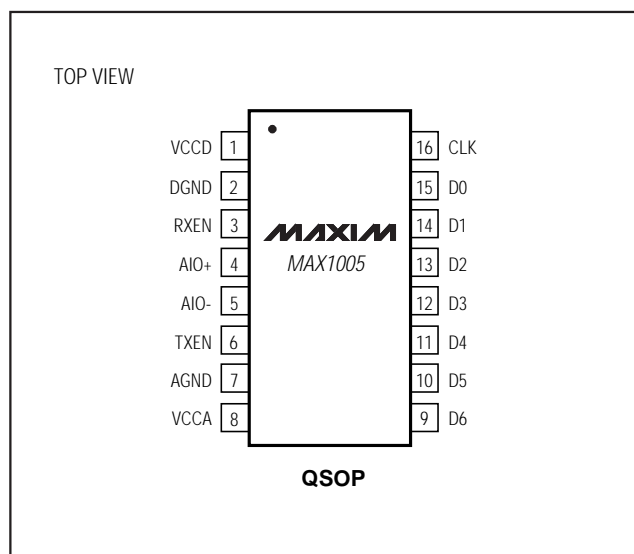 TOP VIEW
VCCD 1 16 CLK
DGND 2 15 D0
RXEN 3 14 D1
MAXIM
AIO+ 4 MAX1005 13 D2
AIO- 5 12 D3
TXEN 6 11 D4
AGND 7 10 D5
VCCA 8 9 D6
QSOP